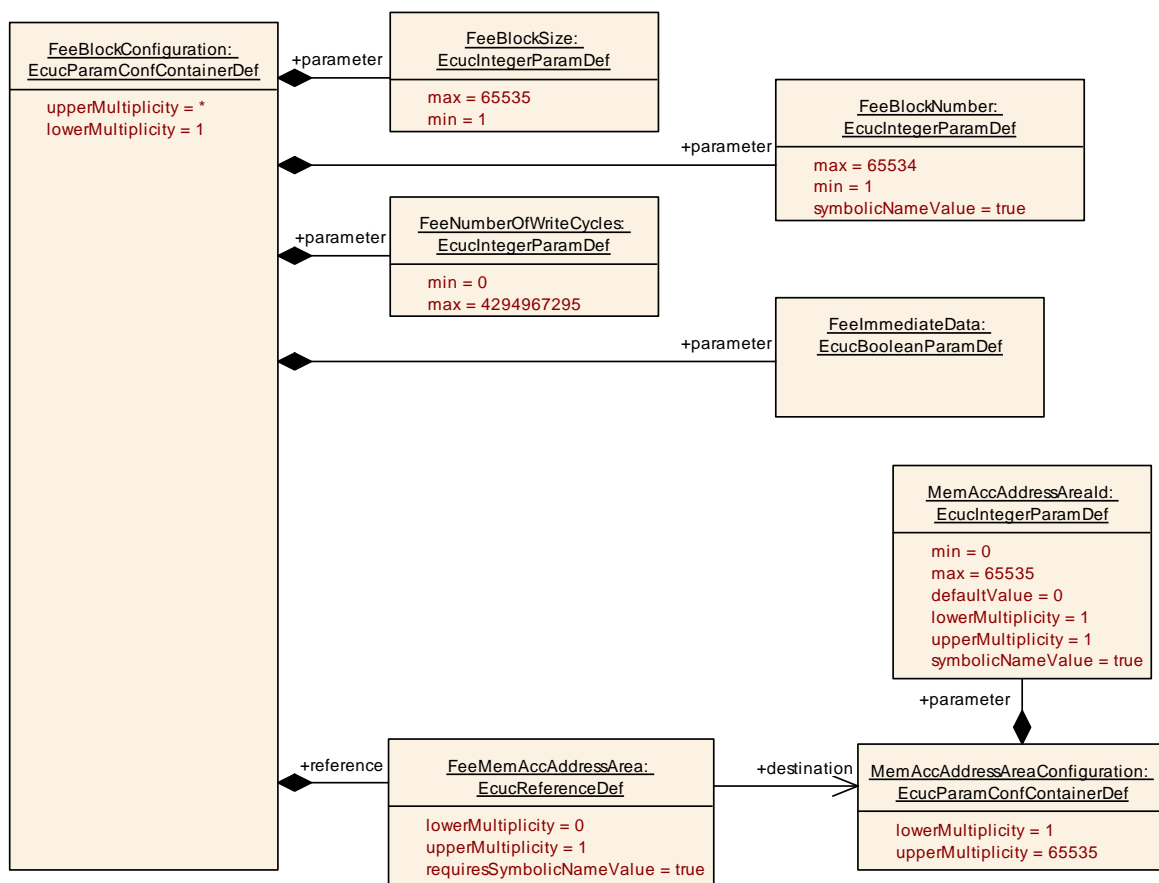 FeeBlockConfiguration:
EcucParamConfContainerDef
upperMultiplicity = *
lowerMultiplicity = 1
+parameter
FeeBlockSize:
EcucIntegerParamDef
max = 65535
min = 1
+parameter
FeeBlockNumber:
EcucIntegerParamDef
max = 65534
min = 1
symbolicNameValue = true
+parameter
FeeNumberOfWriteCycles:
EcucIntegerParamDef
min = 0
max = 4294967295
+parameter
FeeImmediateData:
EcucBooleanParamDef
MemAccAddressAreaId:
EcucIntegerParamDef
min = 0
max = 65535
defaultValue = 0
lowerMultiplicity = 1
upperMultiplicity = 1
symbolicNameValue = true
+parameter
+reference
FeeMemAccAddressArea:
EcucReferenceDef
lowerMultiplicity = 0
upperMultiplicity = 1
requiresSymbolicNameValue = true
+destination
MemAccAddressAreaConfiguration:
EcucParamConfContainerDef
lowerMultiplicity = 1
upperMultiplicity = 65535